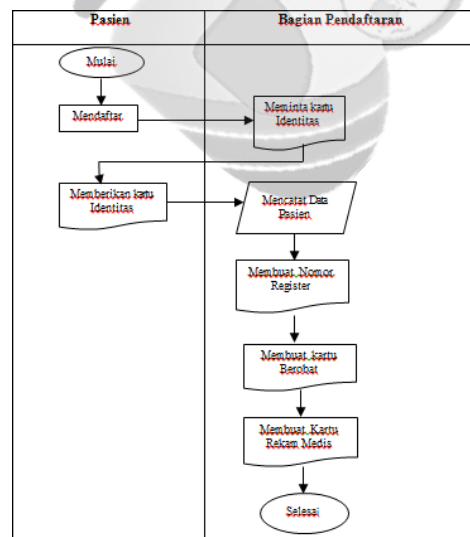 Pasien
Bagian Pendaftaran
Mulai
Mendaftar
Meminta kartu
Identitas
Memberikan kartu
Identitas
Mencatat Data
Pasien
Membuat Nomor
Register
Membuat kartu
Berobat
Membuat Kartu
Rekam Medis
Selesai